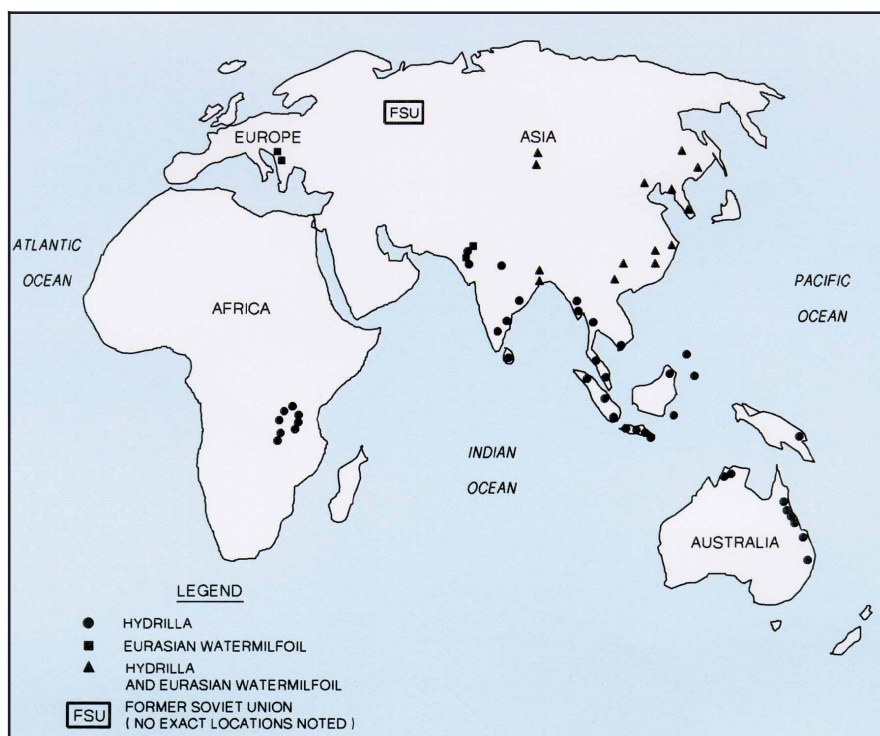 FSU
EUROPE
ASIA
ATLANTIC
OCEAN
AFRICA
PACIFIC
OCEAN
INDIAN
OCEAN
AUSTRALIA
LEGEND
HYDRILLA
EURASIAN WATERMILFOIL
HYDRILLA
AND EURASIAN WATERMILFOIL
FSU
FORMER SOVIET UNION
( NO EXACT LOCATIONS NOTED )